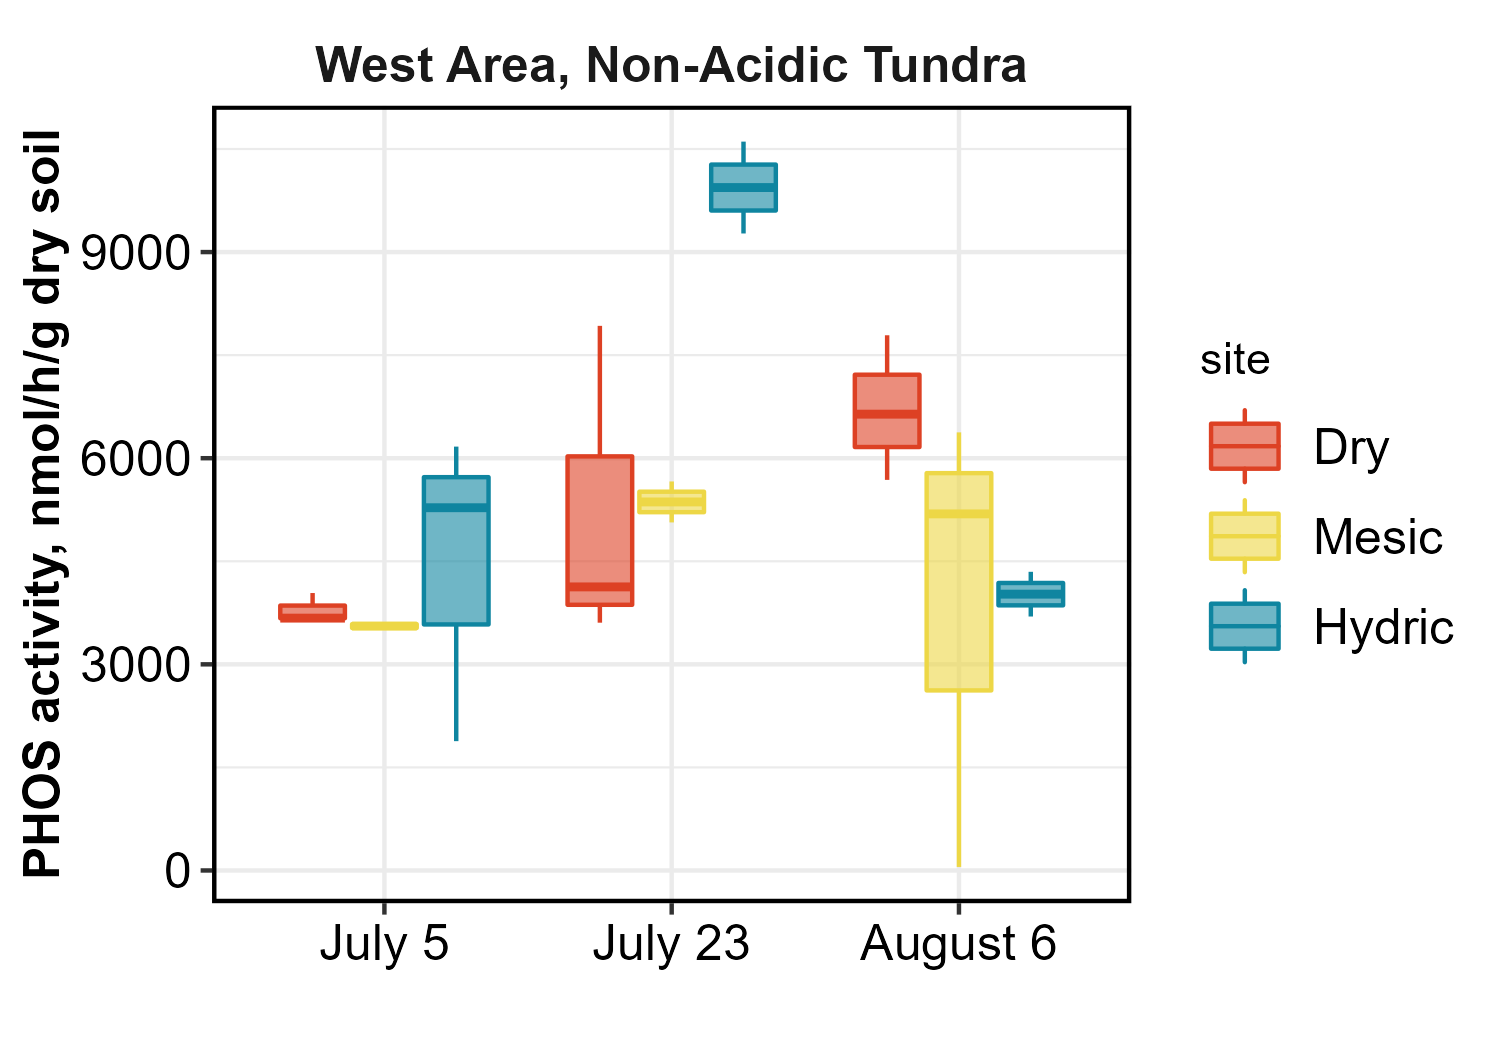 West Area, Non-Acidic Tundra
PHOS activity, nmol/h/g dry soil
9000
6000
3000
0
July 5
July 23
August 6
site
Dry
Mesic
Hydric